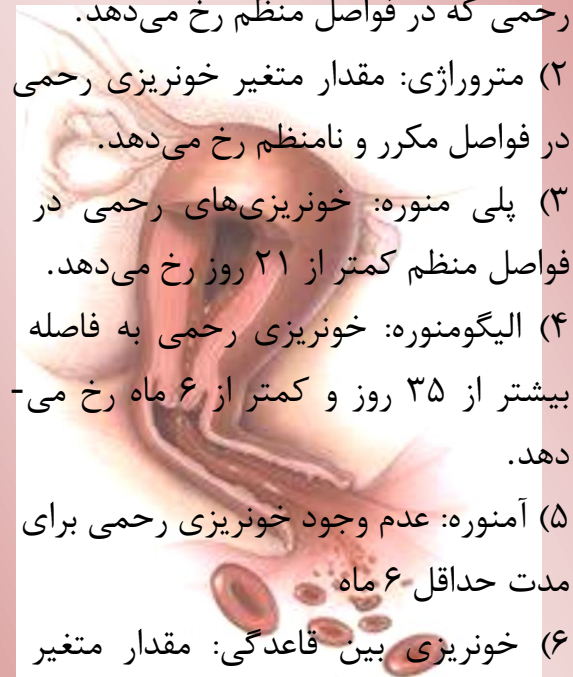 رحمی که در فواصل منظم رخ می‌دهد.
۲) متروراژی: مقدار متغیر خونریزی رحمی
در فواصل مکرر و نامنظم رخ می‌دهد.
۳) پلی منوره: خونریزی‌های رحمی در
فواصل منظم کمتر از ۲۱ روز رخ می‌دهد.
۴) الیگومنوره: خونریزی رحمی به فاصله
بیشتر از ۳۵ روز و کمتر از ۶ ماه رخ می-
دهد.
۵) آمنوره: عدم وجود خونریزی رحمی برای
مدت حداقل ۶ ماه
۶) خونریزی بین قاعدگی: مقدار متغیر